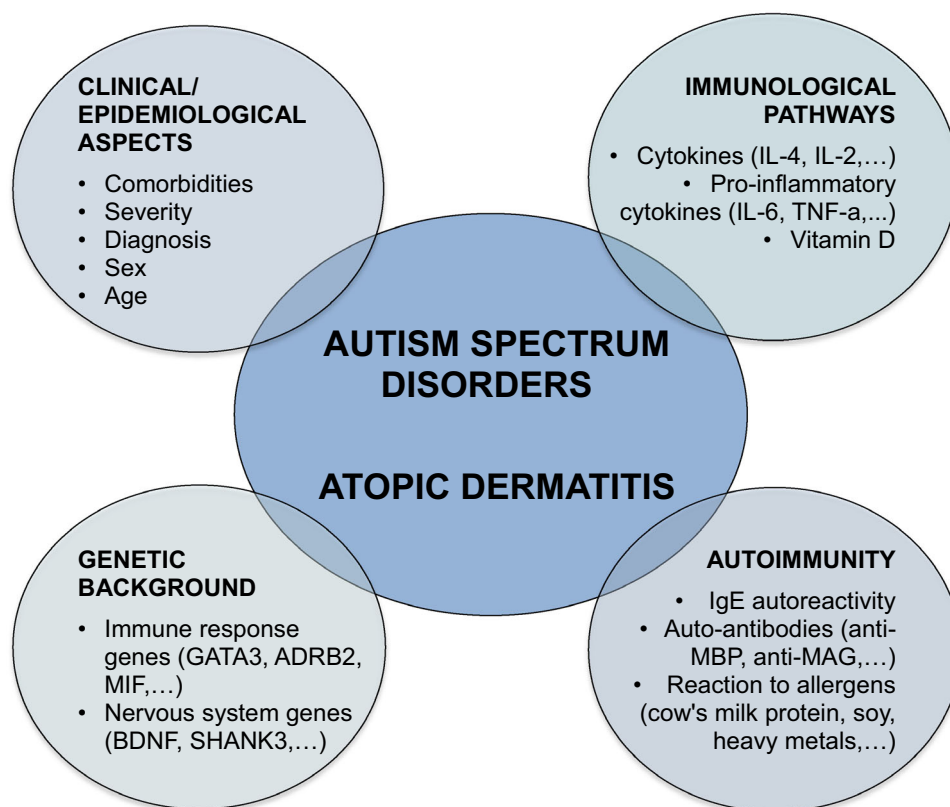 CLINICAL/
EPIDEMIOLOGICAL
ASPECTS
• Comorbidities
• Severity
• Diagnosis
• Sex
• Age
IMMUNOLOGICAL
PATHWAYS
• Cytokines (IL-4, IL-2,…)
• Pro-inflammatory
cytokines (IL-6, TNF-a,...)
• Vitamin D
AUTISM SPECTRUM
DISORDERS
ATOPIC DERMATITIS
GENETIC
BACKGROUND
• Immune response
genes (GATA3, ADRB2,
MIF,…)
• Nervous system genes
(BDNF, SHANK3,…)
AUTOIMMUNITY
• IgE autoreactivity
• Auto-antibodies (anti-
MBP, anti-MAG,…)
• Reaction to allergens
(cow's milk protein, soy,
heavy metals,…)